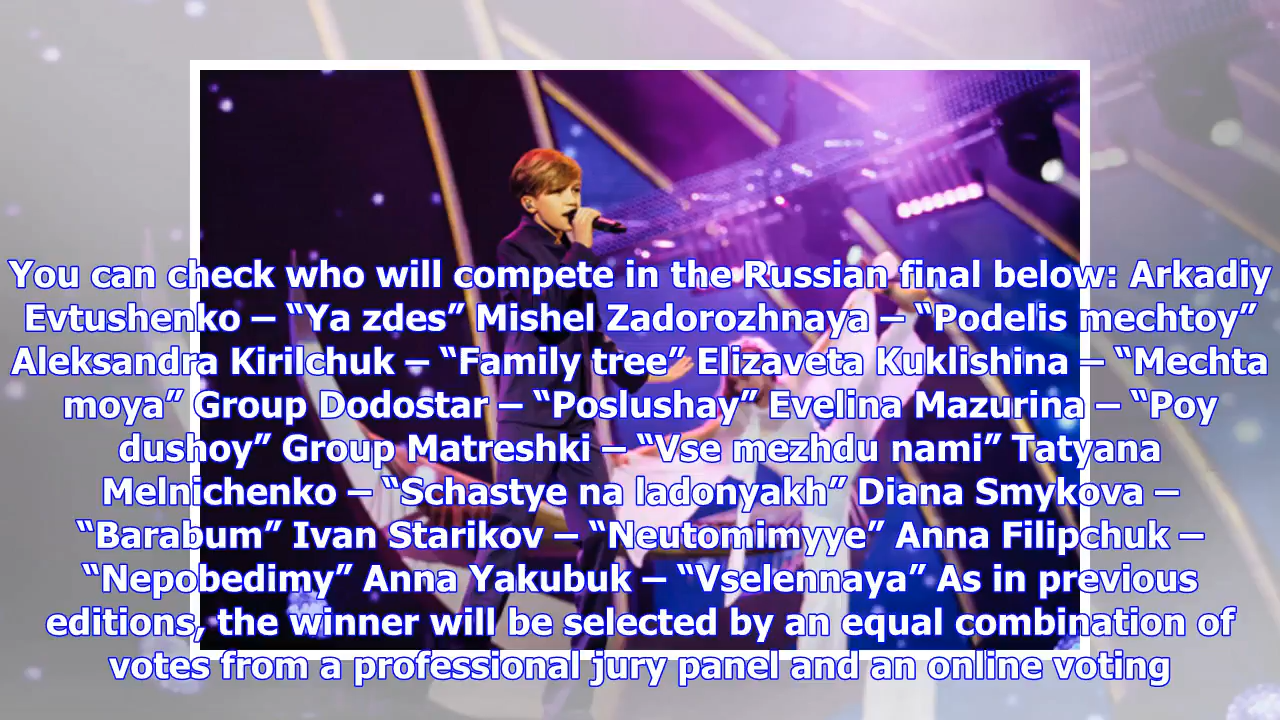 You can check who will compete in the Russian final below: Arkadiy
Evtushenko – “Ya zdes” Mishel Zadorozhnaya – “Podelis mechtoy”
Aleksandra Kirilchuk – “Family tree” Elizaveta Kuklishina – “Mechta
moya” Group Dodostar – “Poslushay” Evelina Mazurina – “Poy
dushoy” Group Matreshki – “Vse mezhdu nami” Tatyana
Melnichenko – “Schastye na ladonyakh” Diana Smykova –
“Barabum” Ivan Starikov – “Neutomimyye” Anna Filipchuk –
“Nepobedimy” Anna Yakubuk – “Vselennaya” As in previous
editions, the winner will be selected by an equal combination of
votes from a professional jury panel and an online voting